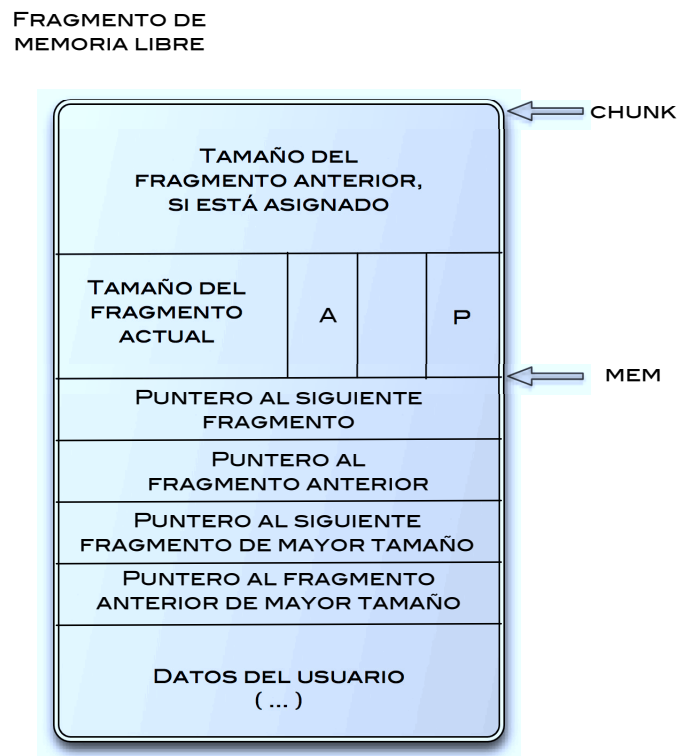 Fragmento de
memoria libre
chunk
Tamaño del
fragmento anterior,
si está asignado
Tamaño del
fragmento
actual
A
P
mem
Puntero al siguiente
fragmento
Puntero al
fragmento anterior
Puntero al siguiente
fragmento de mayor tamaño
Puntero al fragmento
anterior de mayor tamaño
Datos del usuario
( ... )